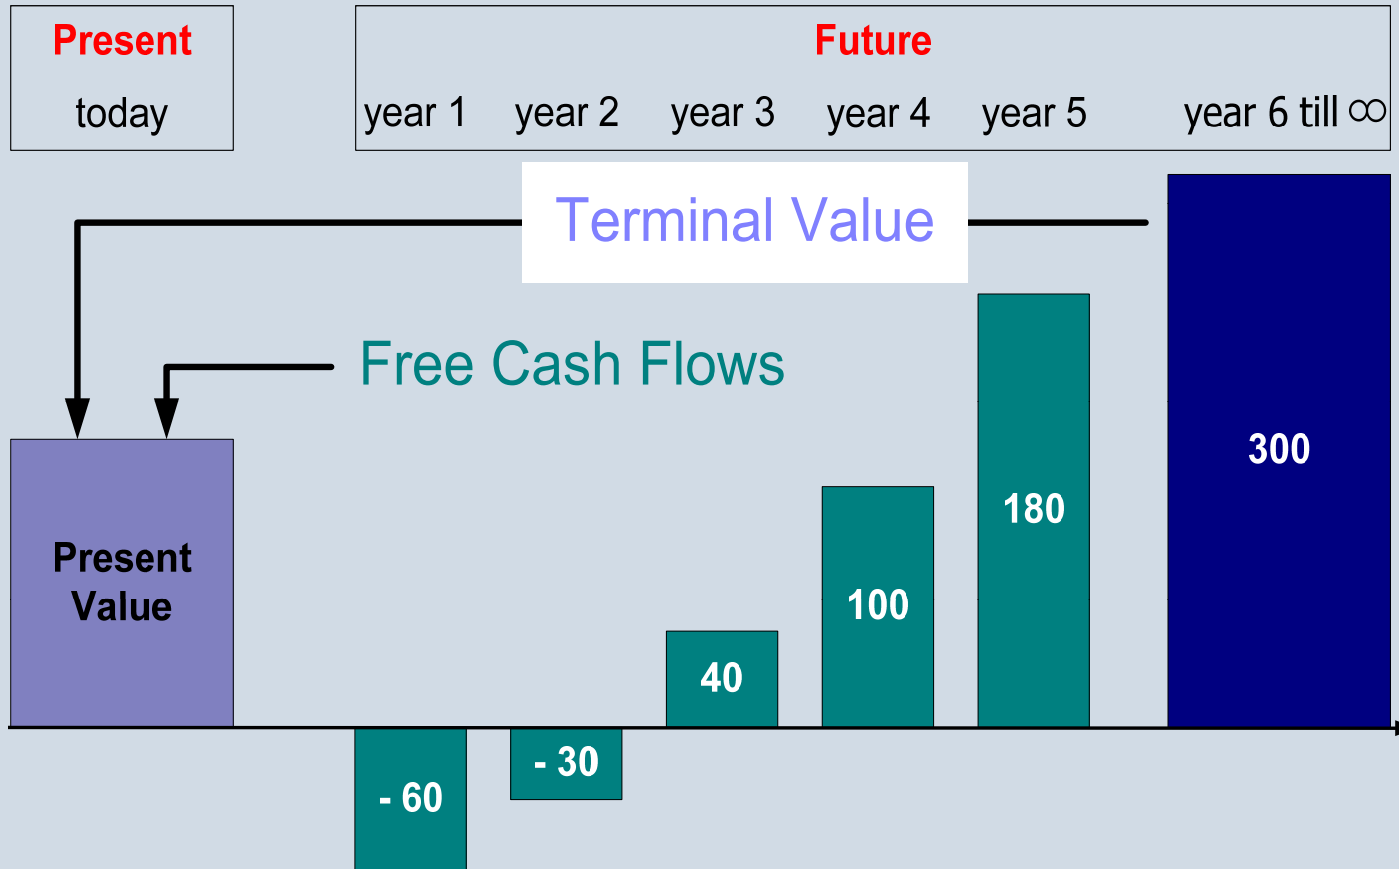 Present
Future
today
year 1
year 2
year 3
year 4
year 5
year 6 till ∞
Terminal Value
Free Cash Flows
300
180
Present
Value
100
40
- 30
- 60